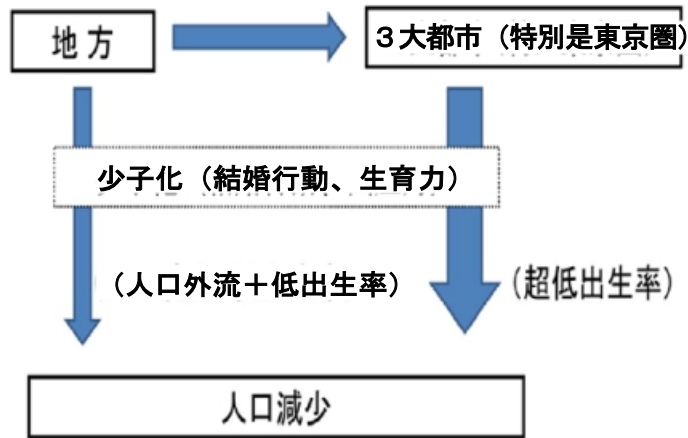 地方
３大都市（特別是東京圏）
少子化（結婚行動、生育力）
（人口外流＋低出生率）
（超低出生率）
人口減少